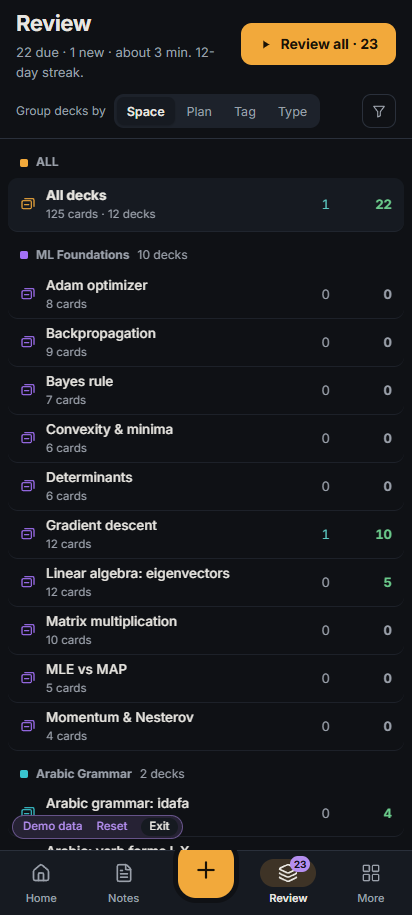 Review
22 due · 1 new · about 3 min. 12-
day streak.
Review all · 23
Group decks by Space Plan Tag Type
ALL
All decks
125 cards · 12 decks
1 22
ML Foundations 10 decks
Adam optimizer
8 cards
0 0
Backpropagation
9 cards
0 0
Bayes rule
7 cards
0 0
Convexity & minima
6 cards
0 0
Determinants
6 cards
0 0
Gradient descent
12 cards
1 10
Linear algebra: eigenvectors
12 cards
0 5
Matrix multiplication
10 cards
0 0
MLE vs MAP
5 cards
0 0
Momentum & Nesterov
4 cards
0 0
Arabic Grammar 2 decks
Arabic grammar: idafa
0 4
Demo data Reset Exit
23
Home Notes Review More